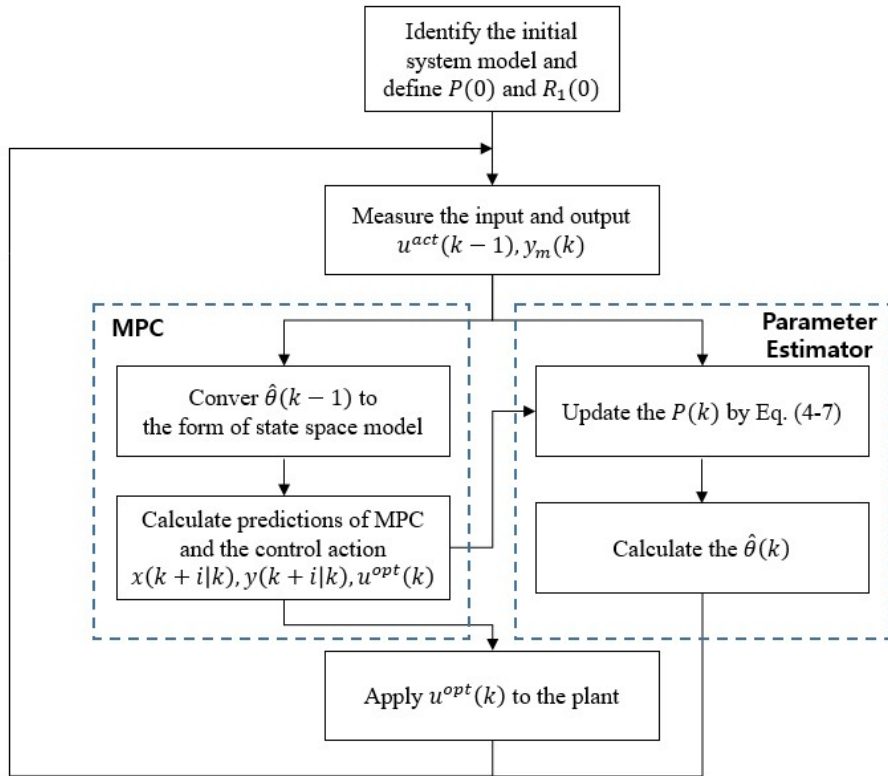 Identify the initial
system model and
define P(0) and R₁(0)
Measure the input and output
uᵃᶜᵗ(k − 1), yₘ(k)
MPC
Parameter
Estimator
Conver θ̂(k − 1) to
the form of state space model
Update the P(k) by Eq. (4-7)
Calculate predictions of MPC
and the control action
x(k + i|k), y(k + i|k), uᵒᵖᵗ(k)
Calculate the θ̂(k)
Apply uᵒᵖᵗ(k) to the plant